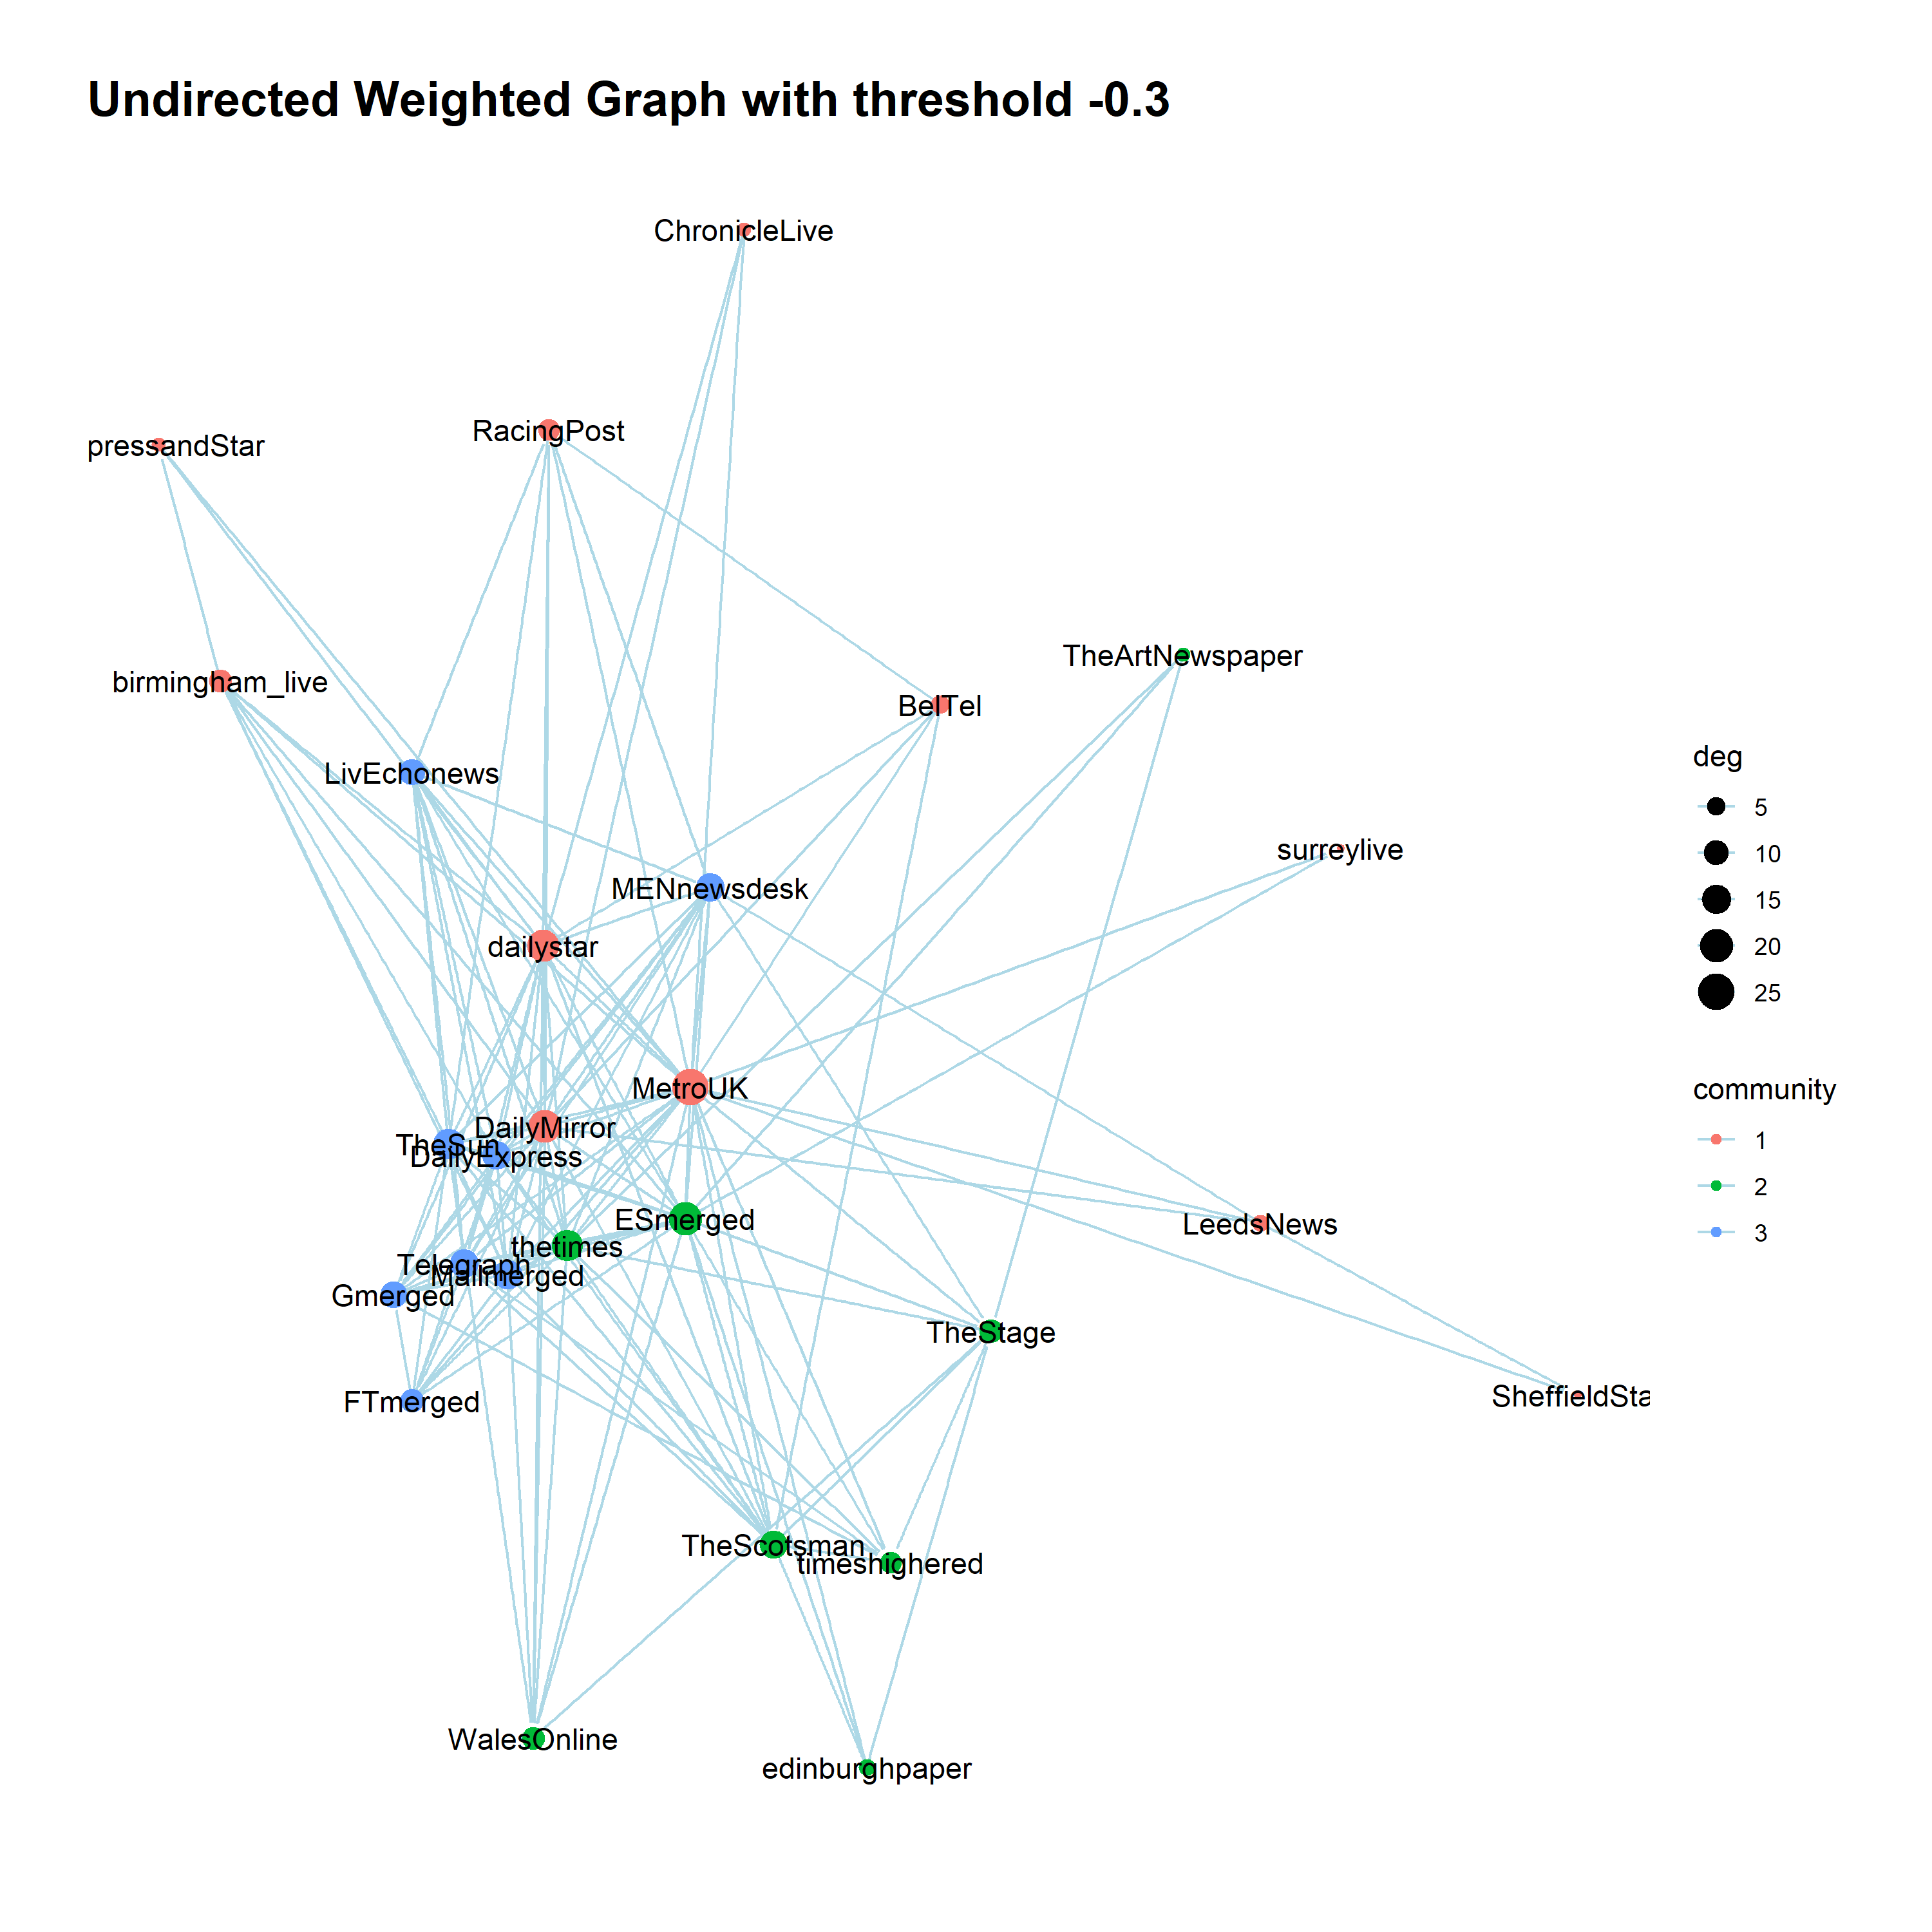 Undirected Weighted Graph with threshold -0.3
ChronicleLive
RacingPost
pressandStar
TheArtNewspaper
birmingham_live
BelTel
LivEchonews
surreylive
MENnewsdesk
dailystar
MetroUK
DailyMirror
TheSun
DailyExpress
ESmerged
LeedsNews
thetimes
Telegraph
Mailmerged
Gmerged
TheStage
FTmerged
SheffieldSta
TheScotsman
timeshighered
WalesOnline
edinburghpaper
deg
5
10
15
20
25
community
1
2
3